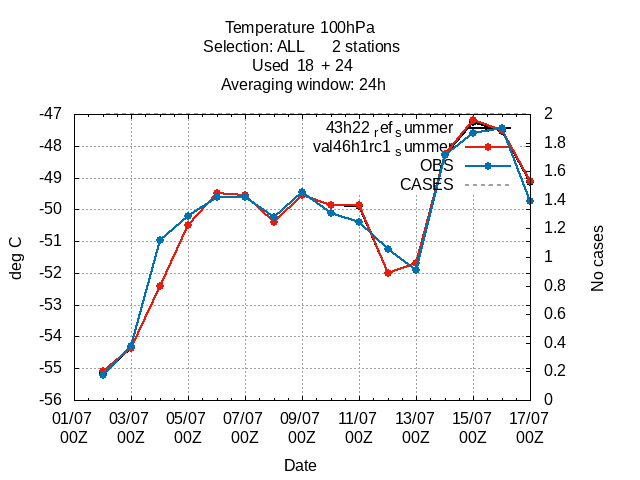 Temperature 100hPa
Selection: ALL 2 stations
Used 18 + 24
Averaging window: 24h
43h22 refs ummer
val46h1rc1 s ummer
OBS
CASES
-47
-48
-49
-50
-51
-52
-53
-54
-55
-56
deg C
2
1.8
1.6
1.4
1.2
1
0.8
0.6
0.4
0.2
0
No cases
01/07 03/07 05/07 07/07 09/07 11/07 13/07 15/07 17/07
00Z 00Z 00Z 00Z 00Z 00Z 00Z 00Z 00Z
Date